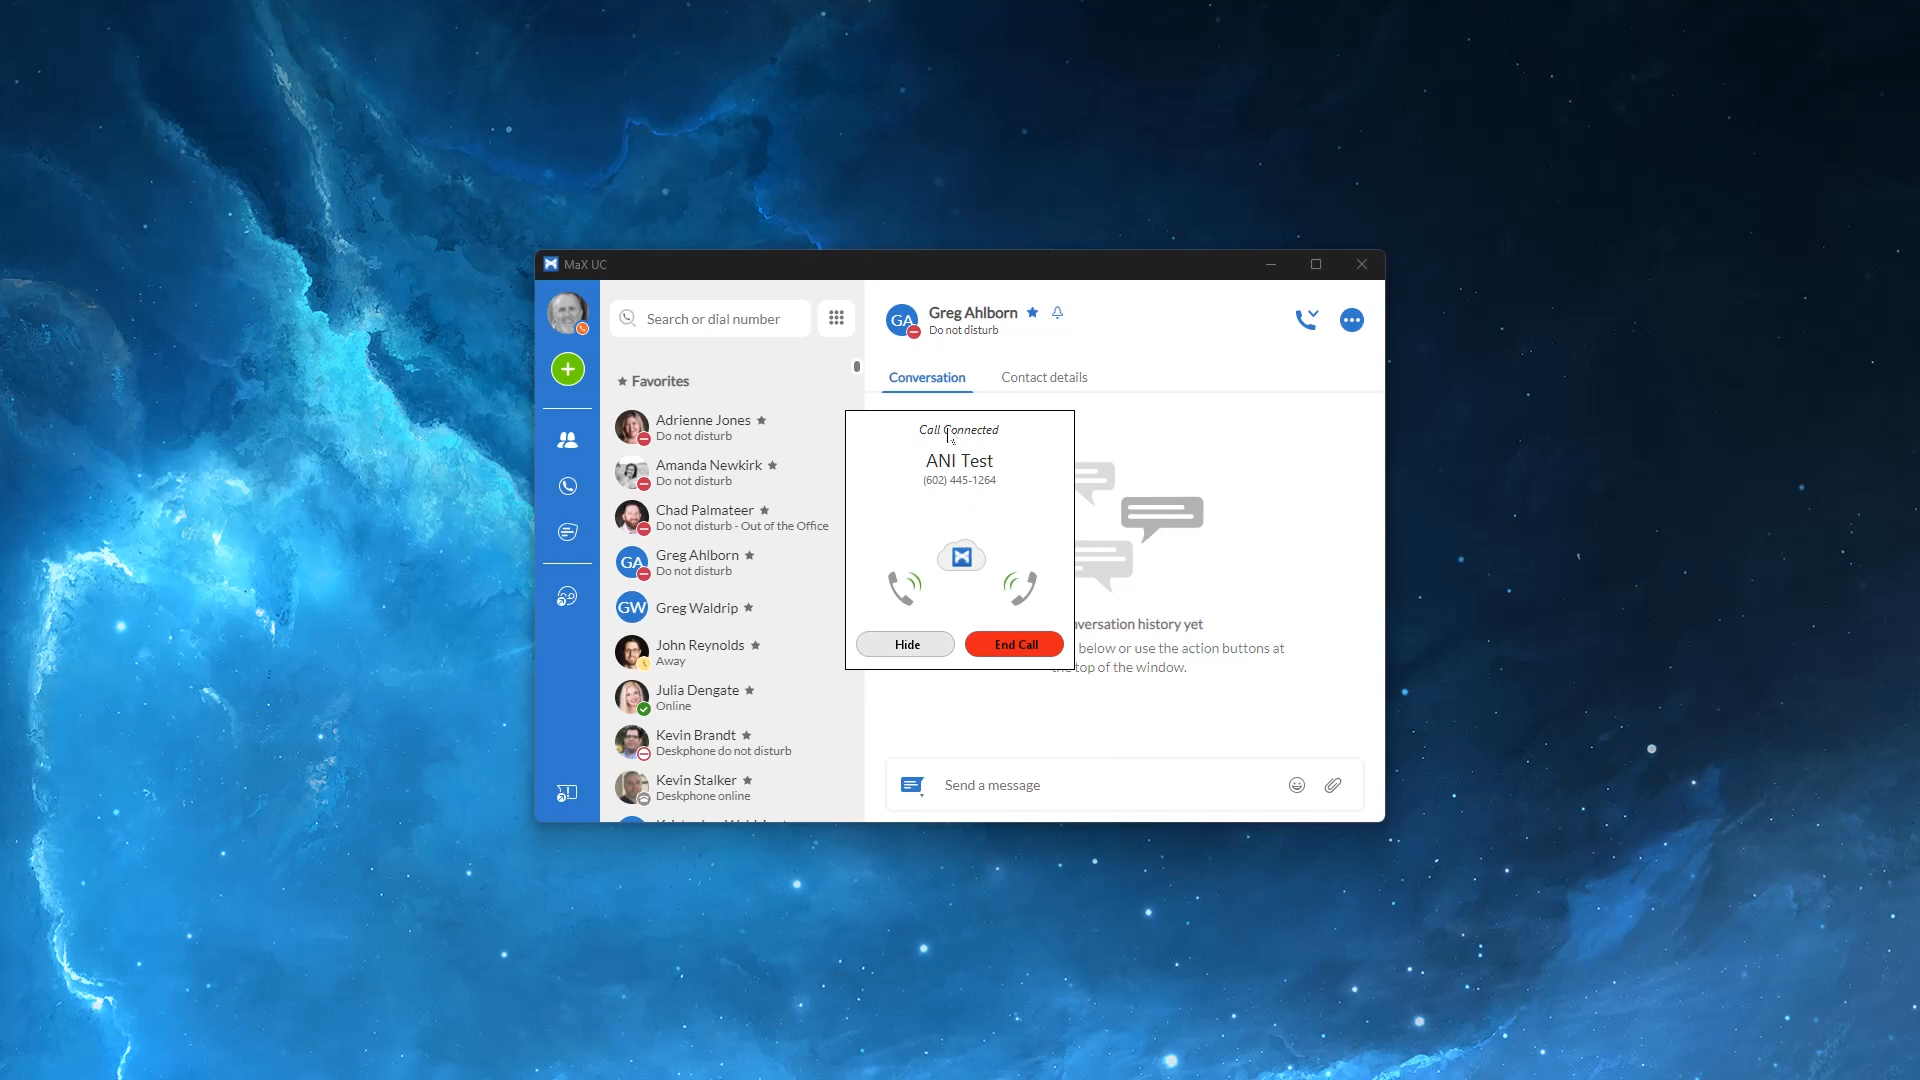 MaX UC
Search or dial number
Favorites
Adrienne Jones
Do not disturb
Amanda Newkirk
Do not disturb
Chad Palmateer
Do not disturb - Out of the Office
GA
Greg Ahlborn
Do not disturb
GW
Greg Waldrip
John Reynolds
Away
Julia Dengate
Online
Kevin Brandt
Deskphone do not disturb
Kevin Stalker
Deskphone online
GA
Greg Ahlborn
Do not disturb
Conversation
Contact details
Call Connected
ANI Test
(602) 445-1264
Hide
End Call
history yet
below or use the action buttons at
top of the window.
Send a message